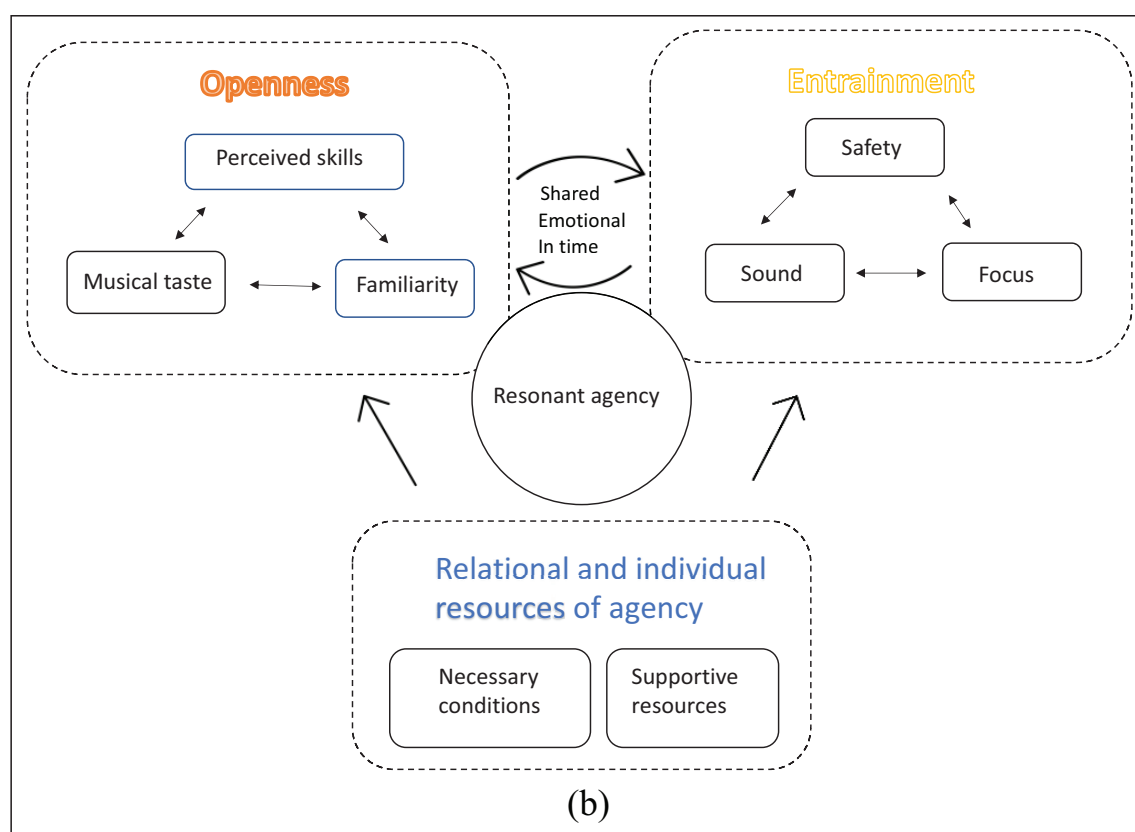 Openness
Perceived skills
Musical taste
Familiarity
Shared
Emotional
In time
Entrainment
Safety
Sound
Focus
Resonant agency
Relational and individual
resources of agency
Necessary
conditions
Supportive
resources
(b)